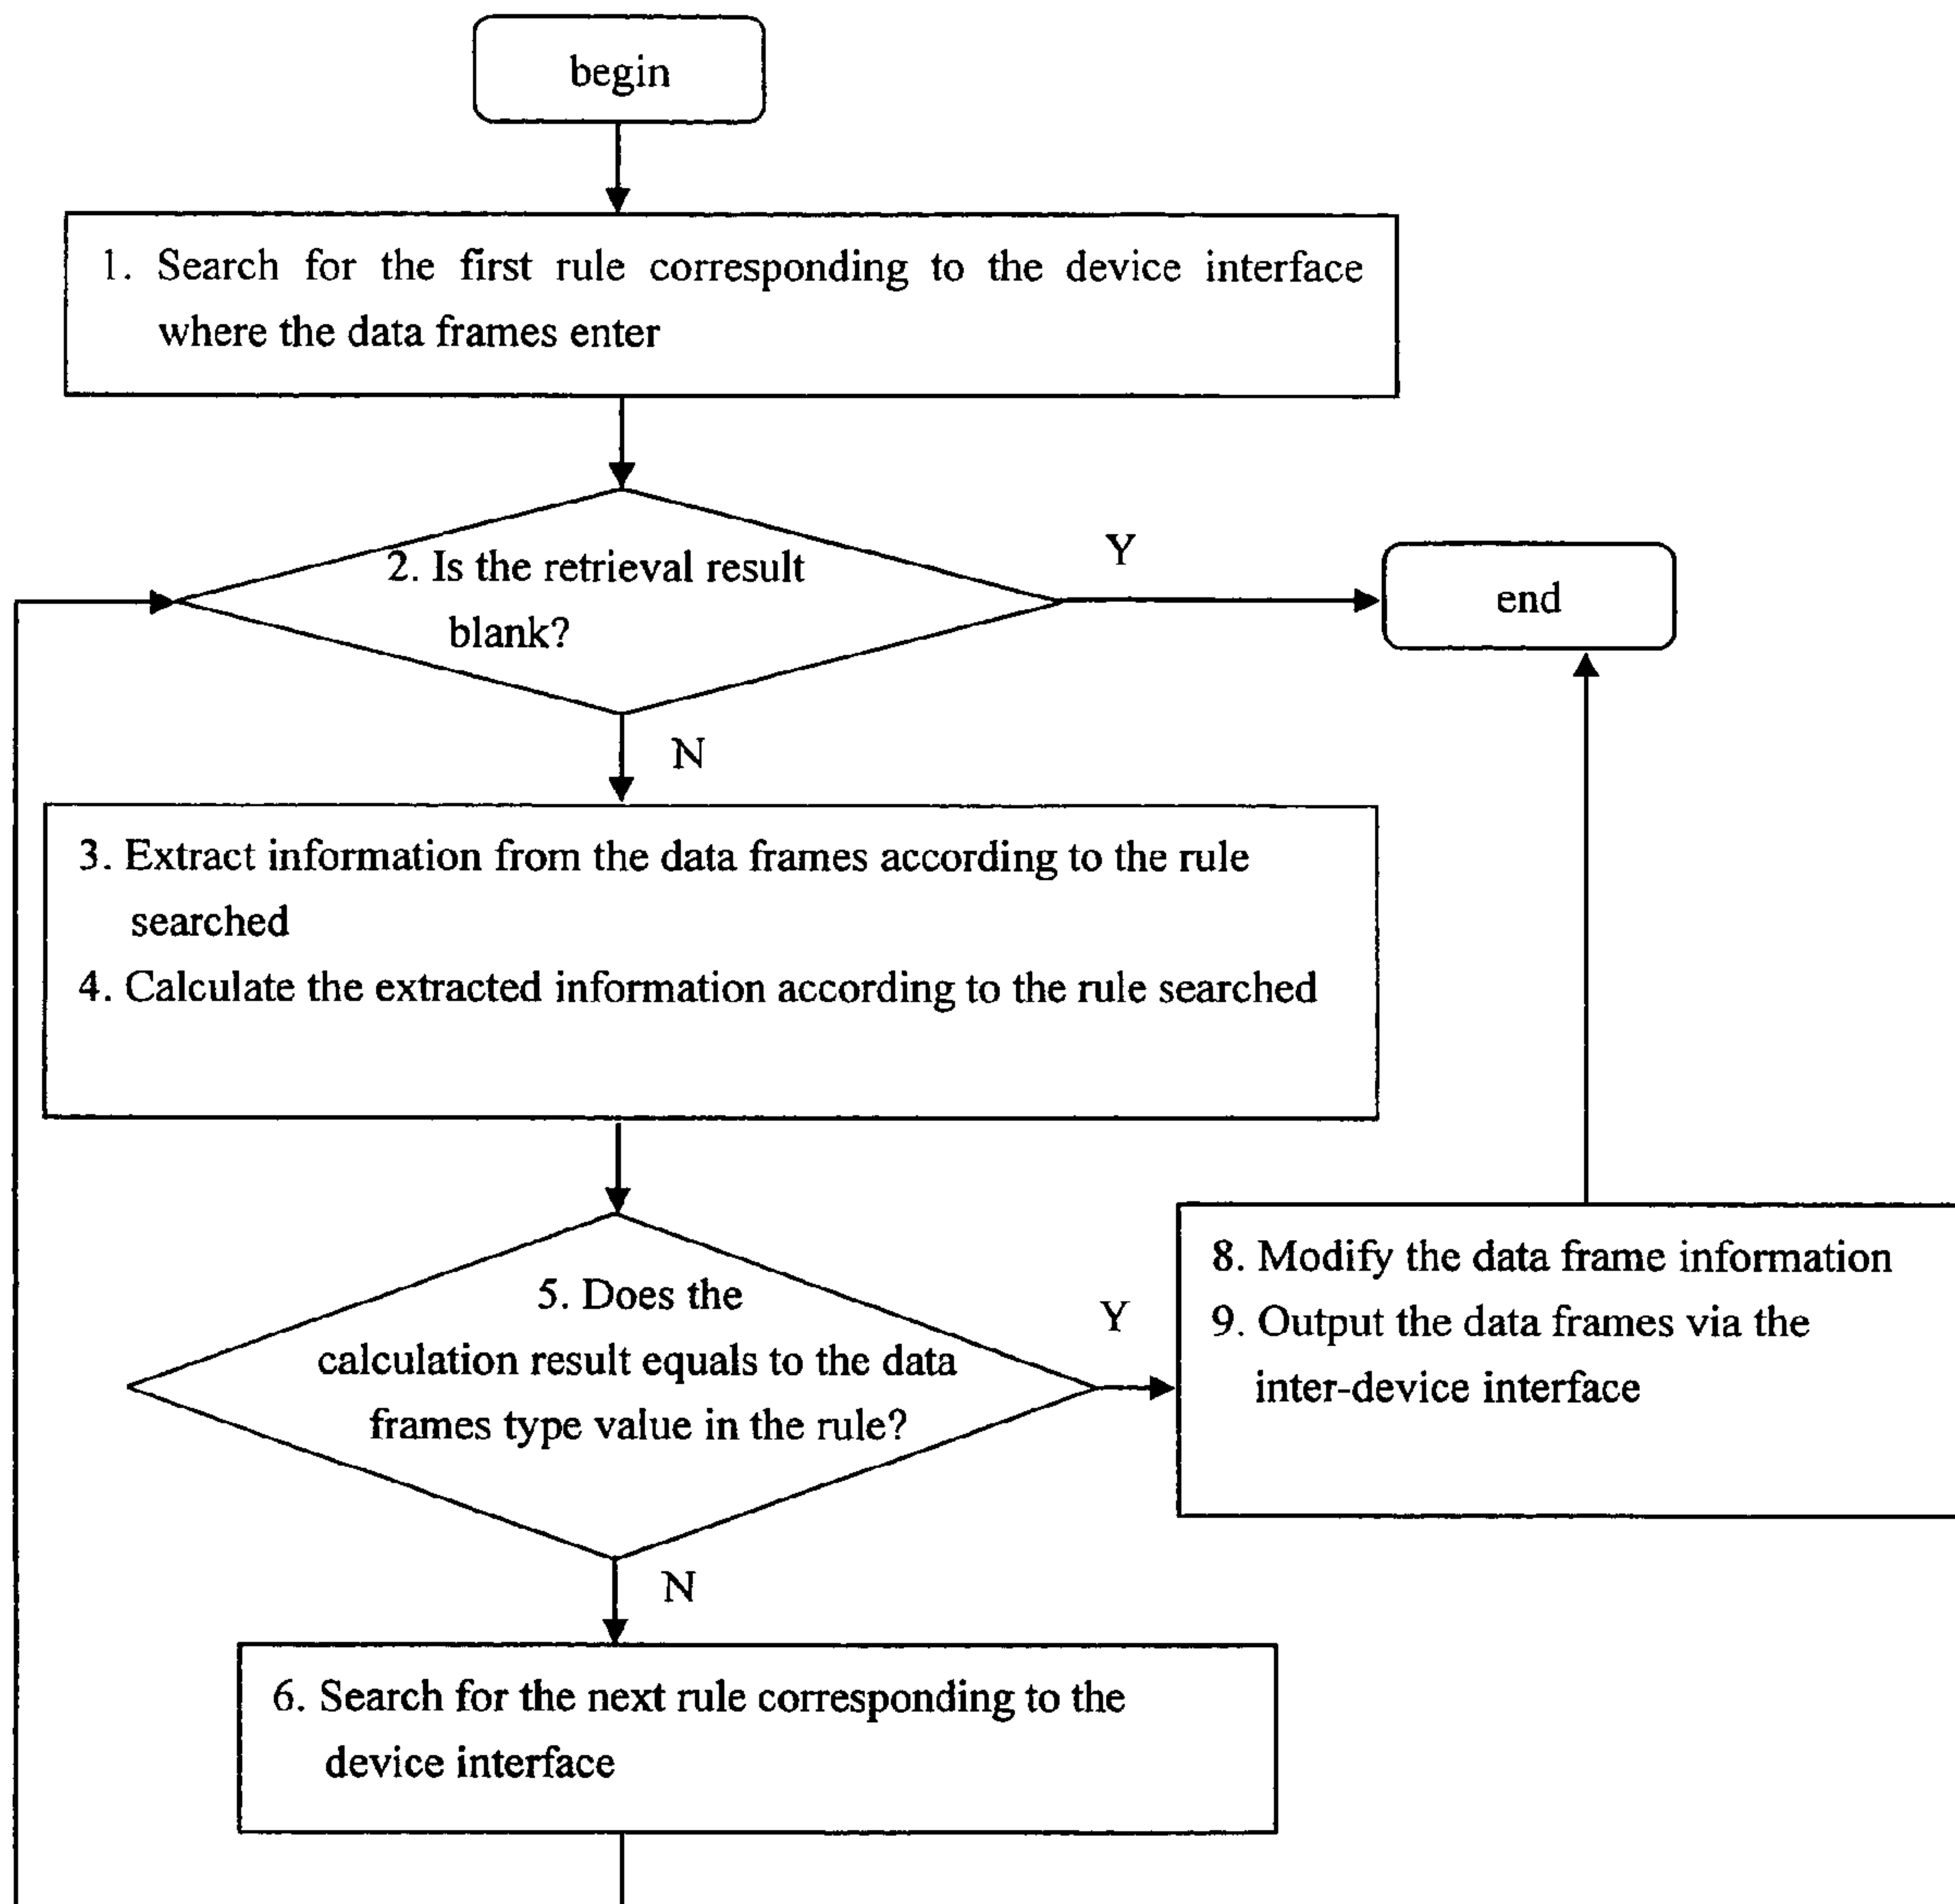 begin
1. Search for the first rule corresponding to the device interface
where the data frames enter
2. Is the retrieval result
blank?
Y
end
N
3. Extract information from the data frames according to the rule
searched
4. Calculate the extracted information according to the rule searched
5. Does the
calculation result equals to the data
frames type value in the rule?
Y
8. Modify the data frame information
9. Output the data frames via the
inter-device interface
N
6. Search for the next rule corresponding to the
device interface